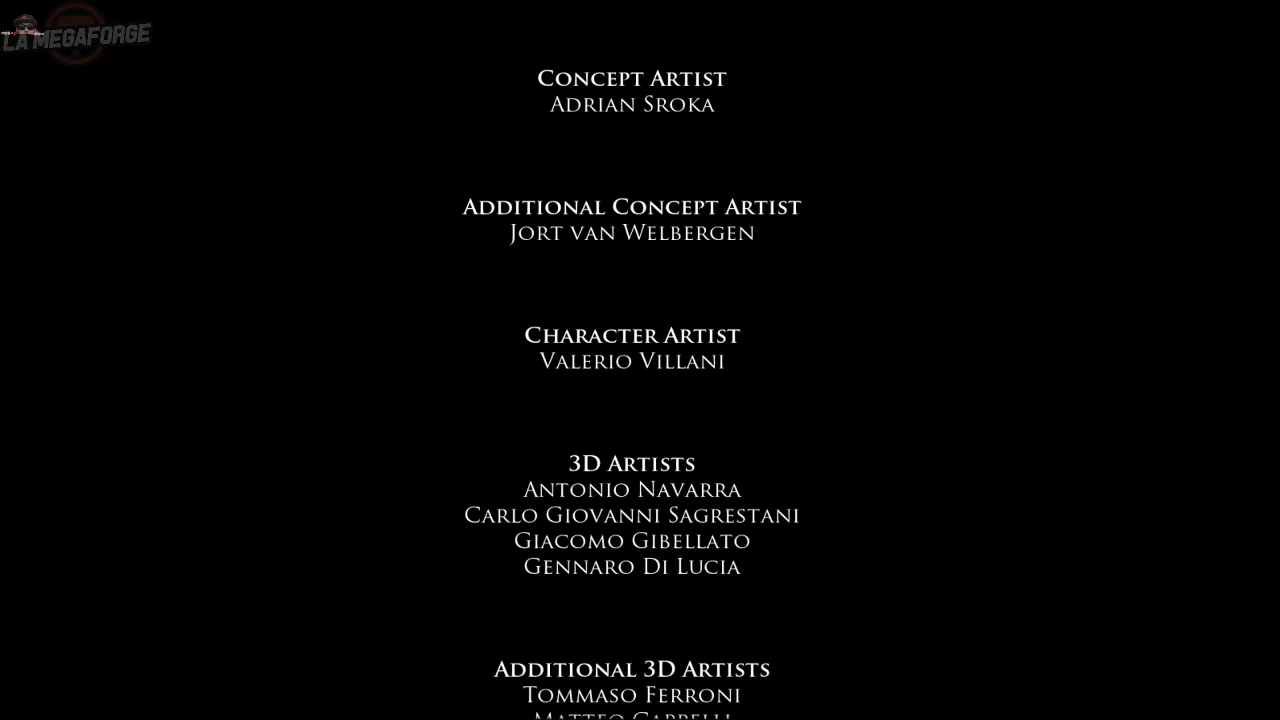 LA MEGAFORGE
Concept Artist
Adrian Sroka
Additional Concept Artist
Jort van Welbergen
Character Artist
Valerio Villani
3D Artists
Antonio Navarra
Carlo Giovanni Sagrestani
Giacomo Gibellato
Gennaro Di Lucia
Additional 3D Artists
Tommaso Ferroni
Matteo